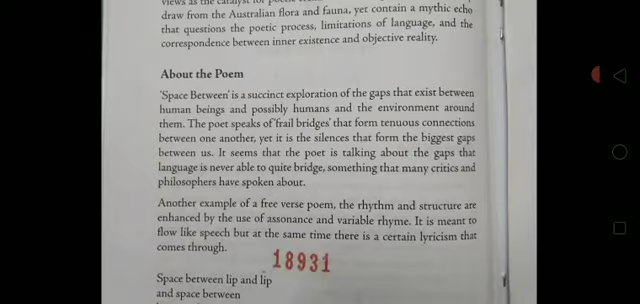 views as the catalyst for
draw from the Australian flora and fauna, yet contain a mythic echo
that questions the poetic process, limitations of language, and the
correspondence between inner existence and objective reality.
About the Poem
'Space Between' is a succinct exploration of the gaps that exist between
human beings and possibly humans and the environment around
them. The poet speaks of 'frail bridges' that form tenuous connections
between one another, yet it is the silences that form the biggest gaps
between us. It seems that the poet is talking about the gaps that
language is never able to quite bridge, something that many critics and
philosophers have spoken about.
Another example of a free verse poem, the rhythm and structure are
enhanced by the use of assonance and variable rhyme. It is meant to
flow like speech but at the same time there is a certain lyricism that
comes through.
18931
Space between lip and lip
and space between